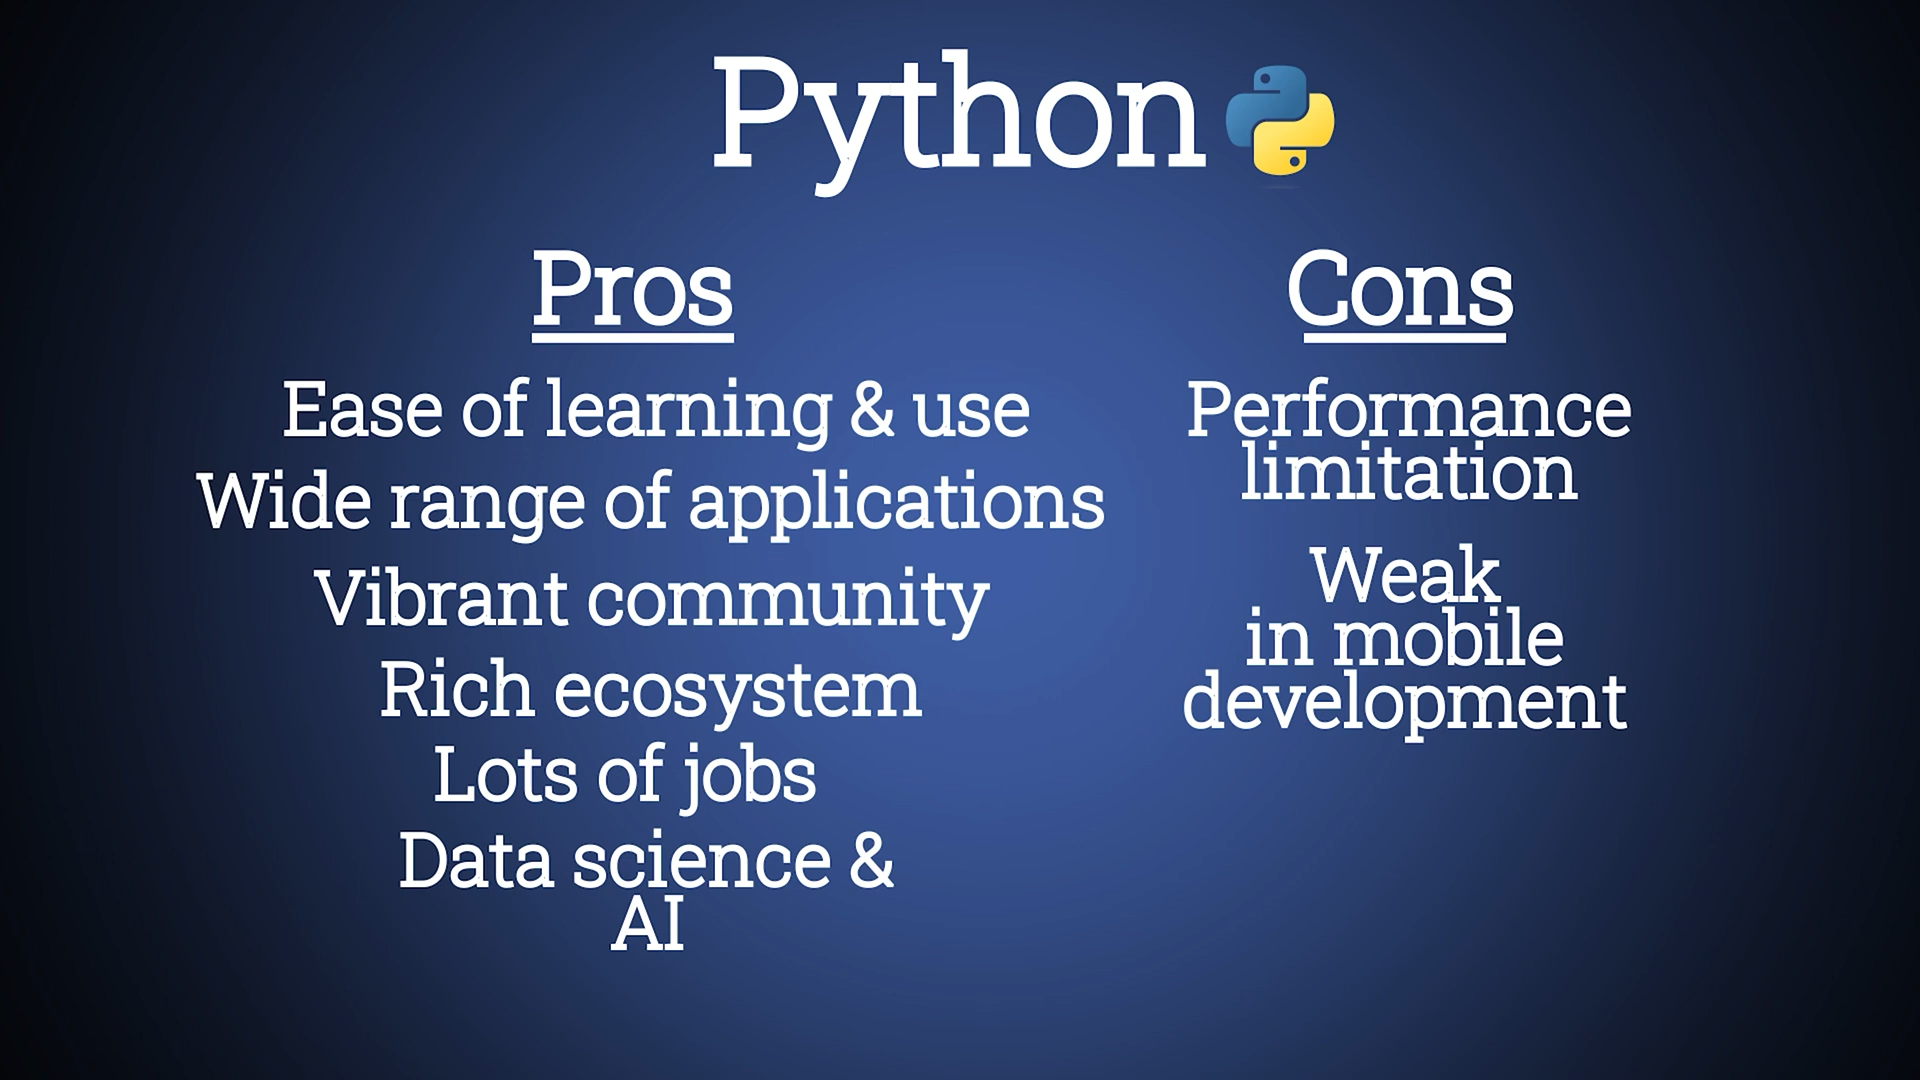 Python
Pros
Ease of learning & use
Wide range of applications
Vibrant community
Rich ecosystem
Lots of jobs
Data science &
AI
Cons
Performance
limitation
Weak
in mobile
development